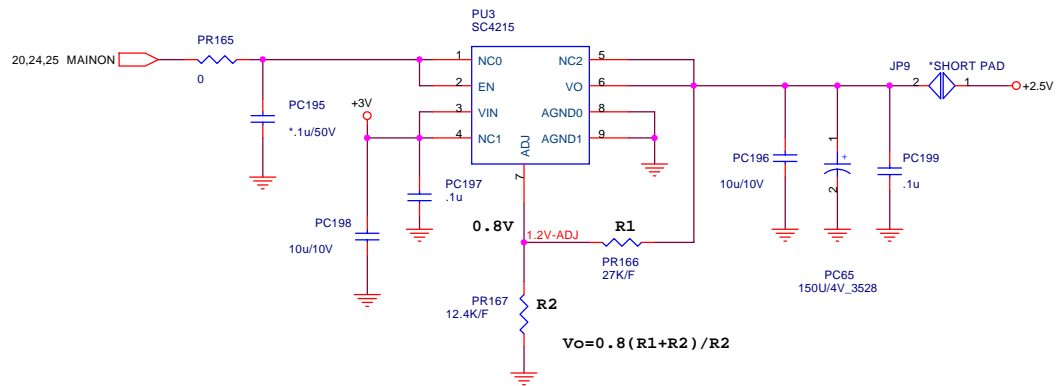 PU3
SC4215
20,24,25 MAINON
PR165
0
PC195
*.1u/50V
+3V
1
2
3
4
NC0
EN
VIN
NC1
ADJ
7
NC2
VO
AGND0
AGND1
5
6
8
9
JP9
*SHORT PAD
2
1
+2.5V
PC196
10u/10V
1
+
2
PC199
.1u
PC65
150U/4V_3528
PC197
.1u
PC198
10u/10V
0.8V
1.2V-ADJ
R1
PR166
27K/F
PR167
12.4K/F
R2
Vo=0.8(R1+R2)/R2